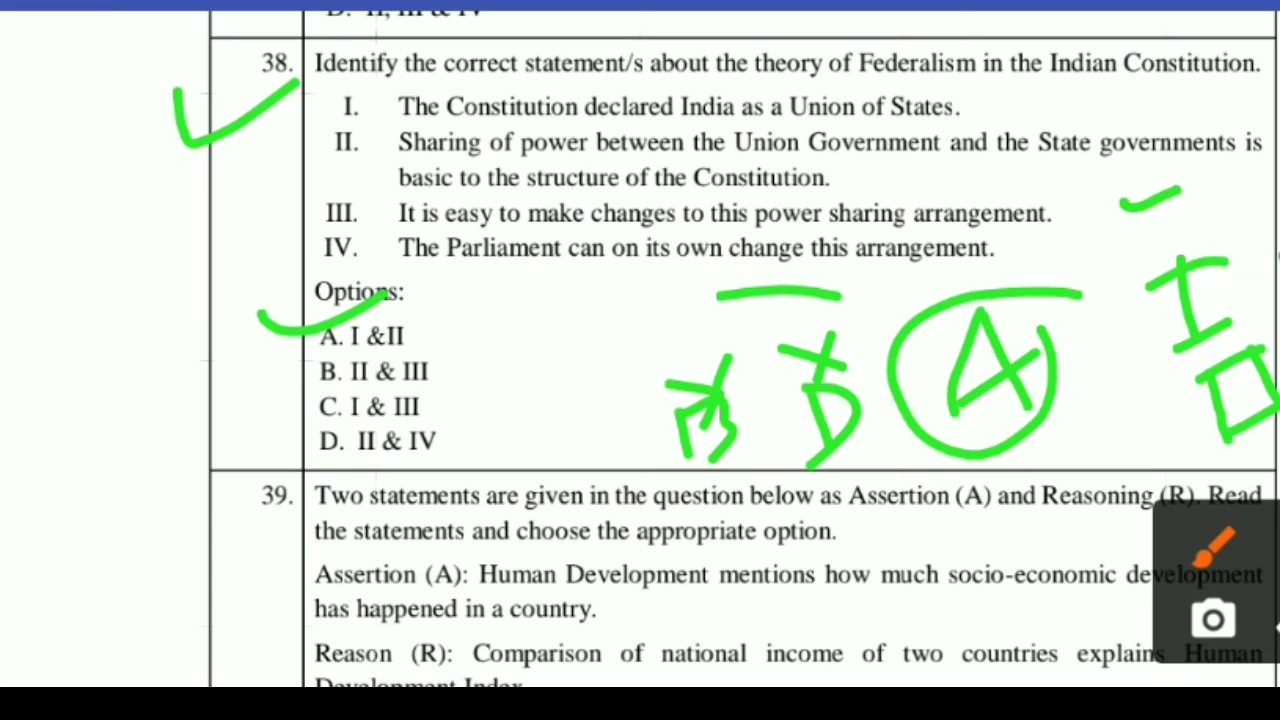 38. Identify the correct statement/s about the theory of Federalism in the Indian Constitution.
I. The Constitution declared India as a Union of States.
II. Sharing of power between the Union Government and the State governments is
basic to the structure of the Constitution.
III. It is easy to make changes to this power sharing arrangement.
IV. The Parliament can on its own change this arrangement.
Options:
A. I &II
B. II & III
C. I & III
D. II & IV
B D A I
39. Two statements are given in the question below as Assertion (A) and Reasoning (R). Read
the statements and choose the appropriate option.
Assertion (A): Human Development mentions how much socio-economic development
has happened in a country.
Reason (R): Comparison of national income of two countries explains Human
Development Index